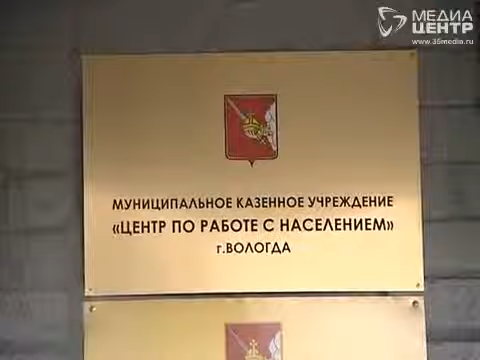 МЕДИА
ЦЕНТР
www.35media.ru
МУНИЦИПАЛЬНОЕ КАЗЕННОЕ УЧРЕЖДЕНИЕ
«ЦЕНТР ПО РАБОТЕ С НАСЕЛЕНИЕМ»
г.ВОЛОГДА